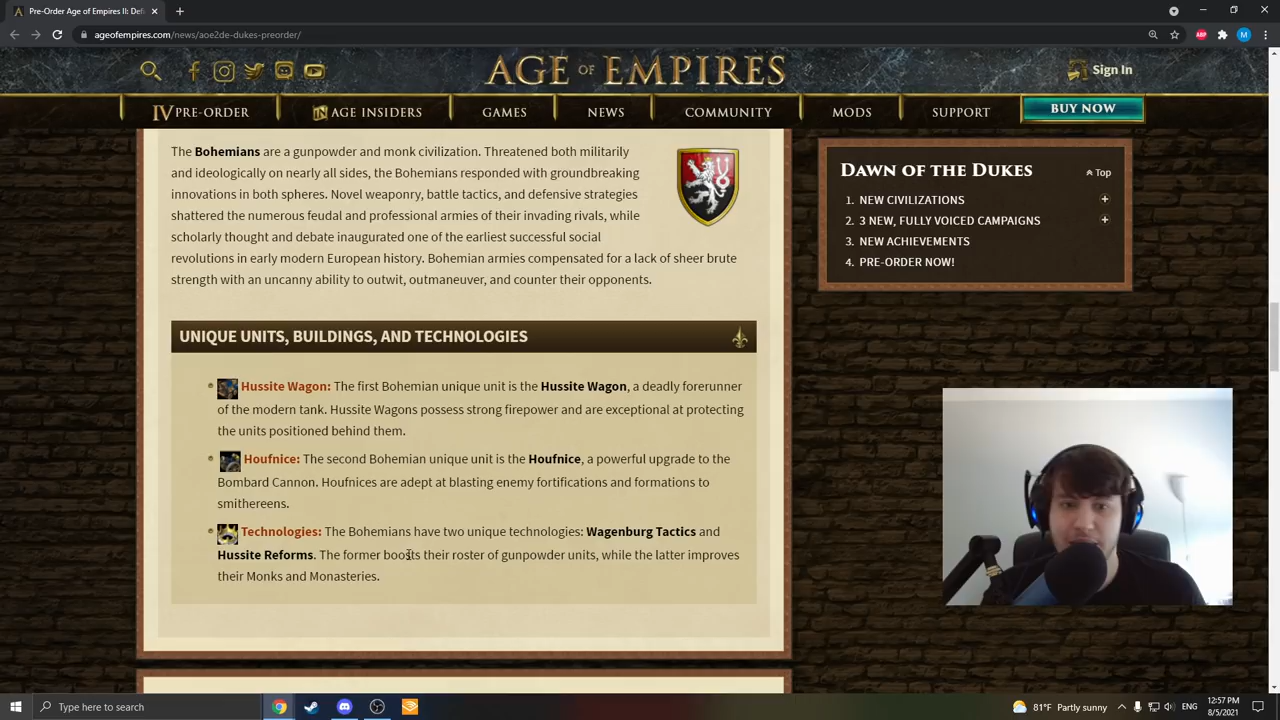 Pre-Order Age of Empires II: Defi
ageofempires.com/news/aoe2de-dukes-preorder/
ABP
M
AGE OF EMPIRES
Sign In
IV PRE-ORDER
AGE INSIDERS
GAMES
NEWS
COMMUNITY
MODS
SUPPORT
BUY NOW
The Bohemians are a gunpowder and monk civilization. Threatened both militarily
and ideologically on nearly all sides, the Bohemians responded with groundbreaking
innovations in both spheres. Novel weaponry, battle tactics, and defensive strategies
shattered the numerous feudal and professional armies of their invading rivals, while
scholarly thought and debate inaugurated one of the earliest successful social
revolutions in early modern European history. Bohemian armies compensated for a lack of sheer brute
strength with an uncanny ability to outwit, outmaneuver, and counter their opponents.
UNIQUE UNITS, BUILDINGS, AND TECHNOLOGIES
Hussite Wagon: The first Bohemian unique unit is the Hussite Wagon, a deadly forerunner
of the modern tank. Hussite Wagons possess strong firepower and are exceptional at protecting
the units positioned behind them.
Houfnice: The second Bohemian unique unit is the Houfnice, a powerful upgrade to the
Bombard Cannon. Houfnices are adept at blasting enemy fortifications and formations to
smithereens.
Technologies: The Bohemians have two unique technologies: Wagenburg Tactics and
Hussite Reforms. The former boosts their roster of gunpowder units, while the latter improves
their Monks and Monasteries.
DAWN OF THE DUKES
Top
1. NEW CIVILIZATIONS
2. 3 NEW, FULLY VOICED CAMPAIGNS
3. NEW ACHIEVEMENTS
4. PRE-ORDER NOW!
Type here to search
81°F Partly sunny
ENG
12:57 PM
8/5/2021